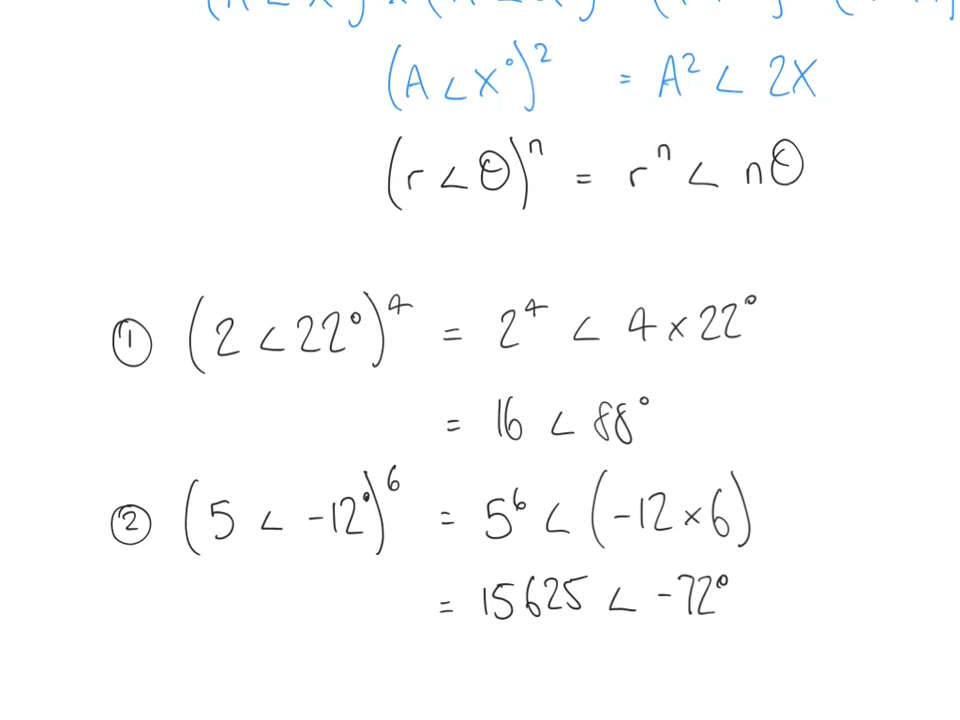 (A < X°)² = A² < 2X
(r < θ)ⁿ = rⁿ < nθ
① (2 < 22°)⁴ = 2⁴ < 4 × 22°
= 16 < 88°
② (5 < -12°)⁶ = 5⁶ < (-12 × 6)
= 15625 < -72°